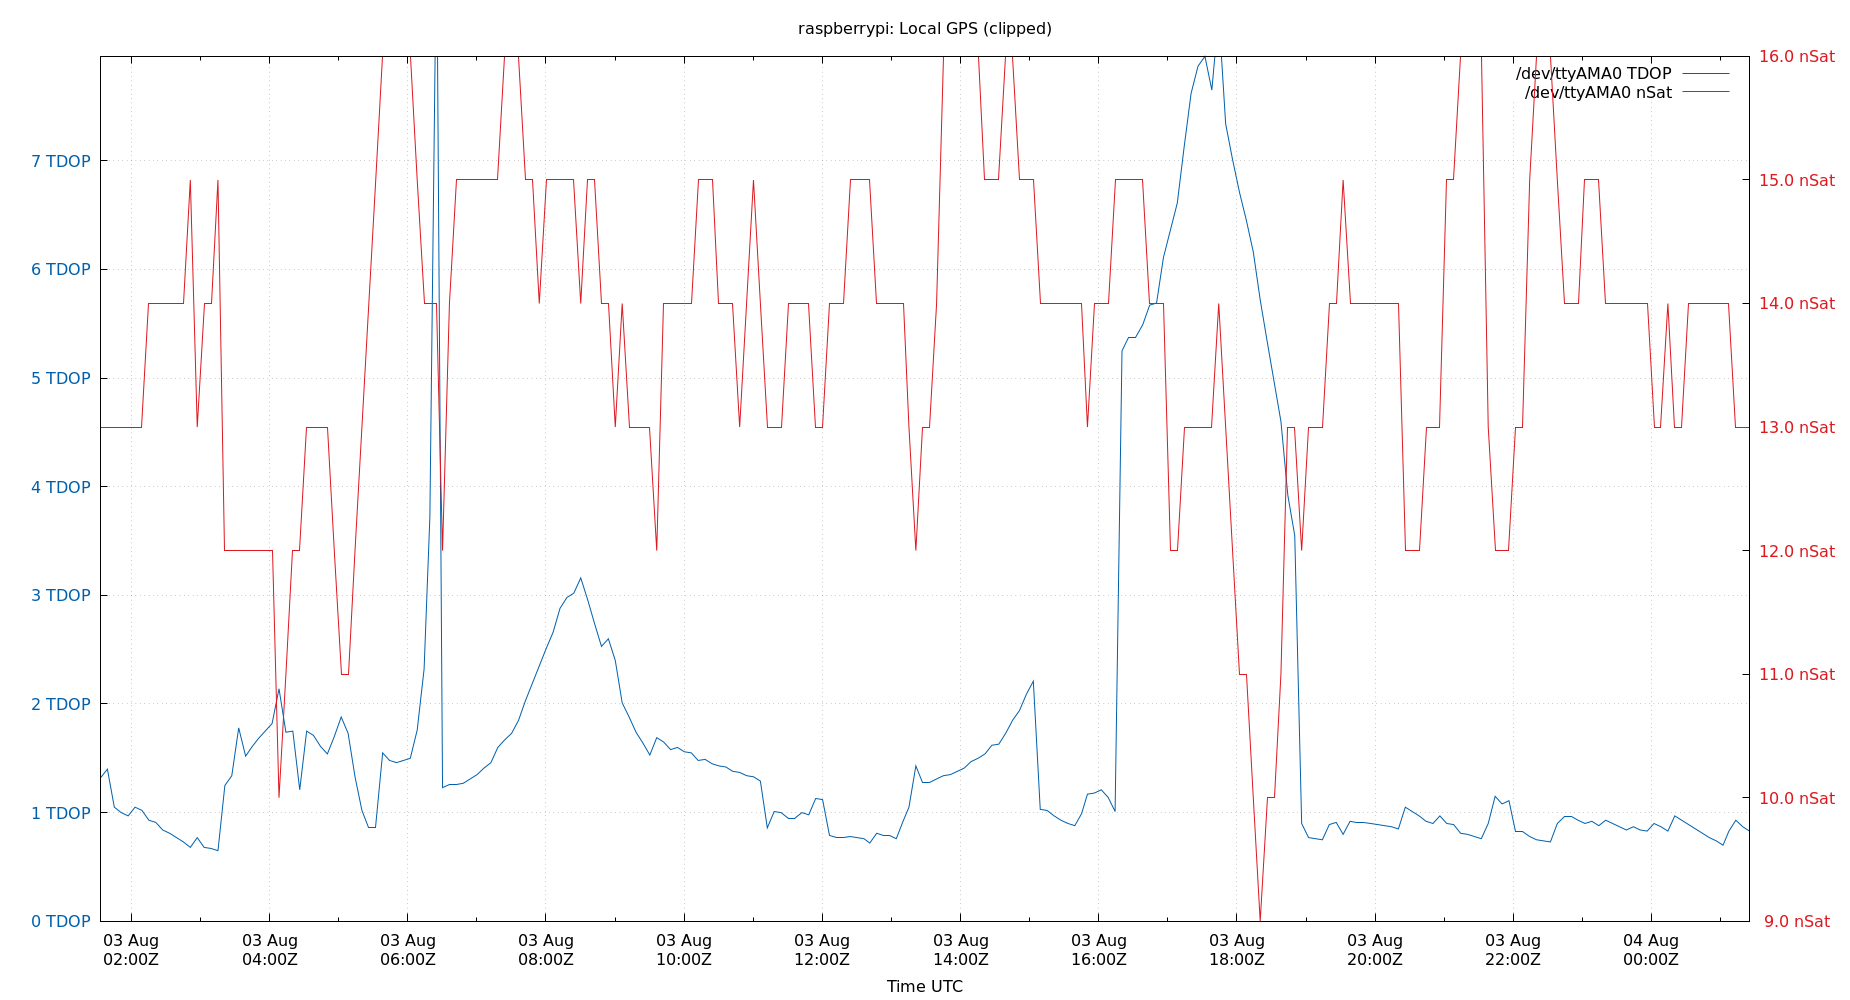 raspberrypi: Local GPS (clipped)
/dev/ttyAMA0 TDOP
/dev/ttyAMA0 nSat
7 TDOP
6 TDOP
5 TDOP
4 TDOP
3 TDOP
2 TDOP
1 TDOP
0 TDOP
16.0 nSat
15.0 nSat
14.0 nSat
13.0 nSat
12.0 nSat
11.0 nSat
10.0 nSat
9.0 nSat
03 Aug 03 Aug 03 Aug 03 Aug 03 Aug 03 Aug 03 Aug 03 Aug 03 Aug 03 Aug 03 Aug 04 Aug
02:00Z 04:00Z 06:00Z 08:00Z 10:00Z 12:00Z 14:00Z 16:00Z 18:00Z 20:00Z 22:00Z 00:00Z
Time UTC